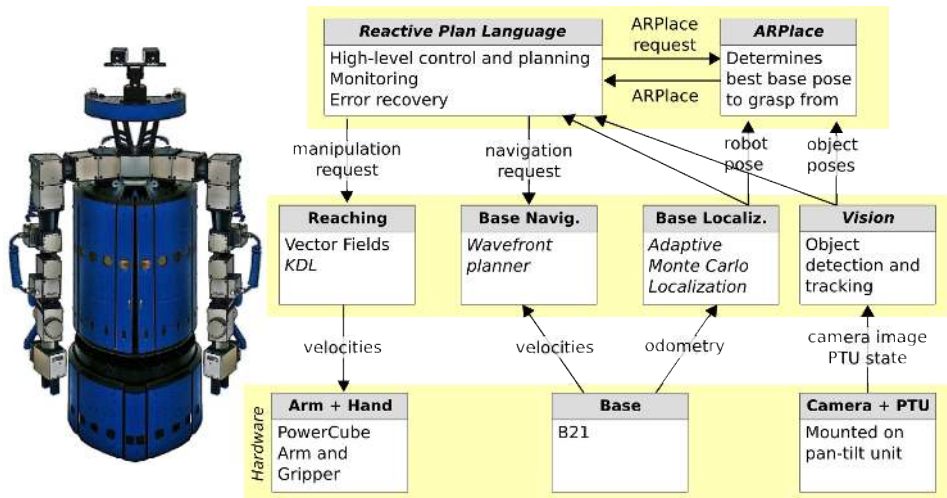 Reactive Plan Language
High-level control and planning
Monitoring
Error recovery
ARPlace
request
ARPlace
ARPlace
Determines
best base pose
to grasp from
manipulation
request
navigation
request
robot
pose
object
poses
Reaching
Vector Fields
KDL
Base Navig.
Wavefront
planner
Base Localiz.
Adaptive
Monte Carlo
Localization
Vision
Object
detection and
tracking
velocities
velocities
odometry
camera image
PTU state
Hardware
Arm + Hand
PowerCube
Arm and
Gripper
Base
B21
Camera + PTU
Mounted on
pan-tilt unit